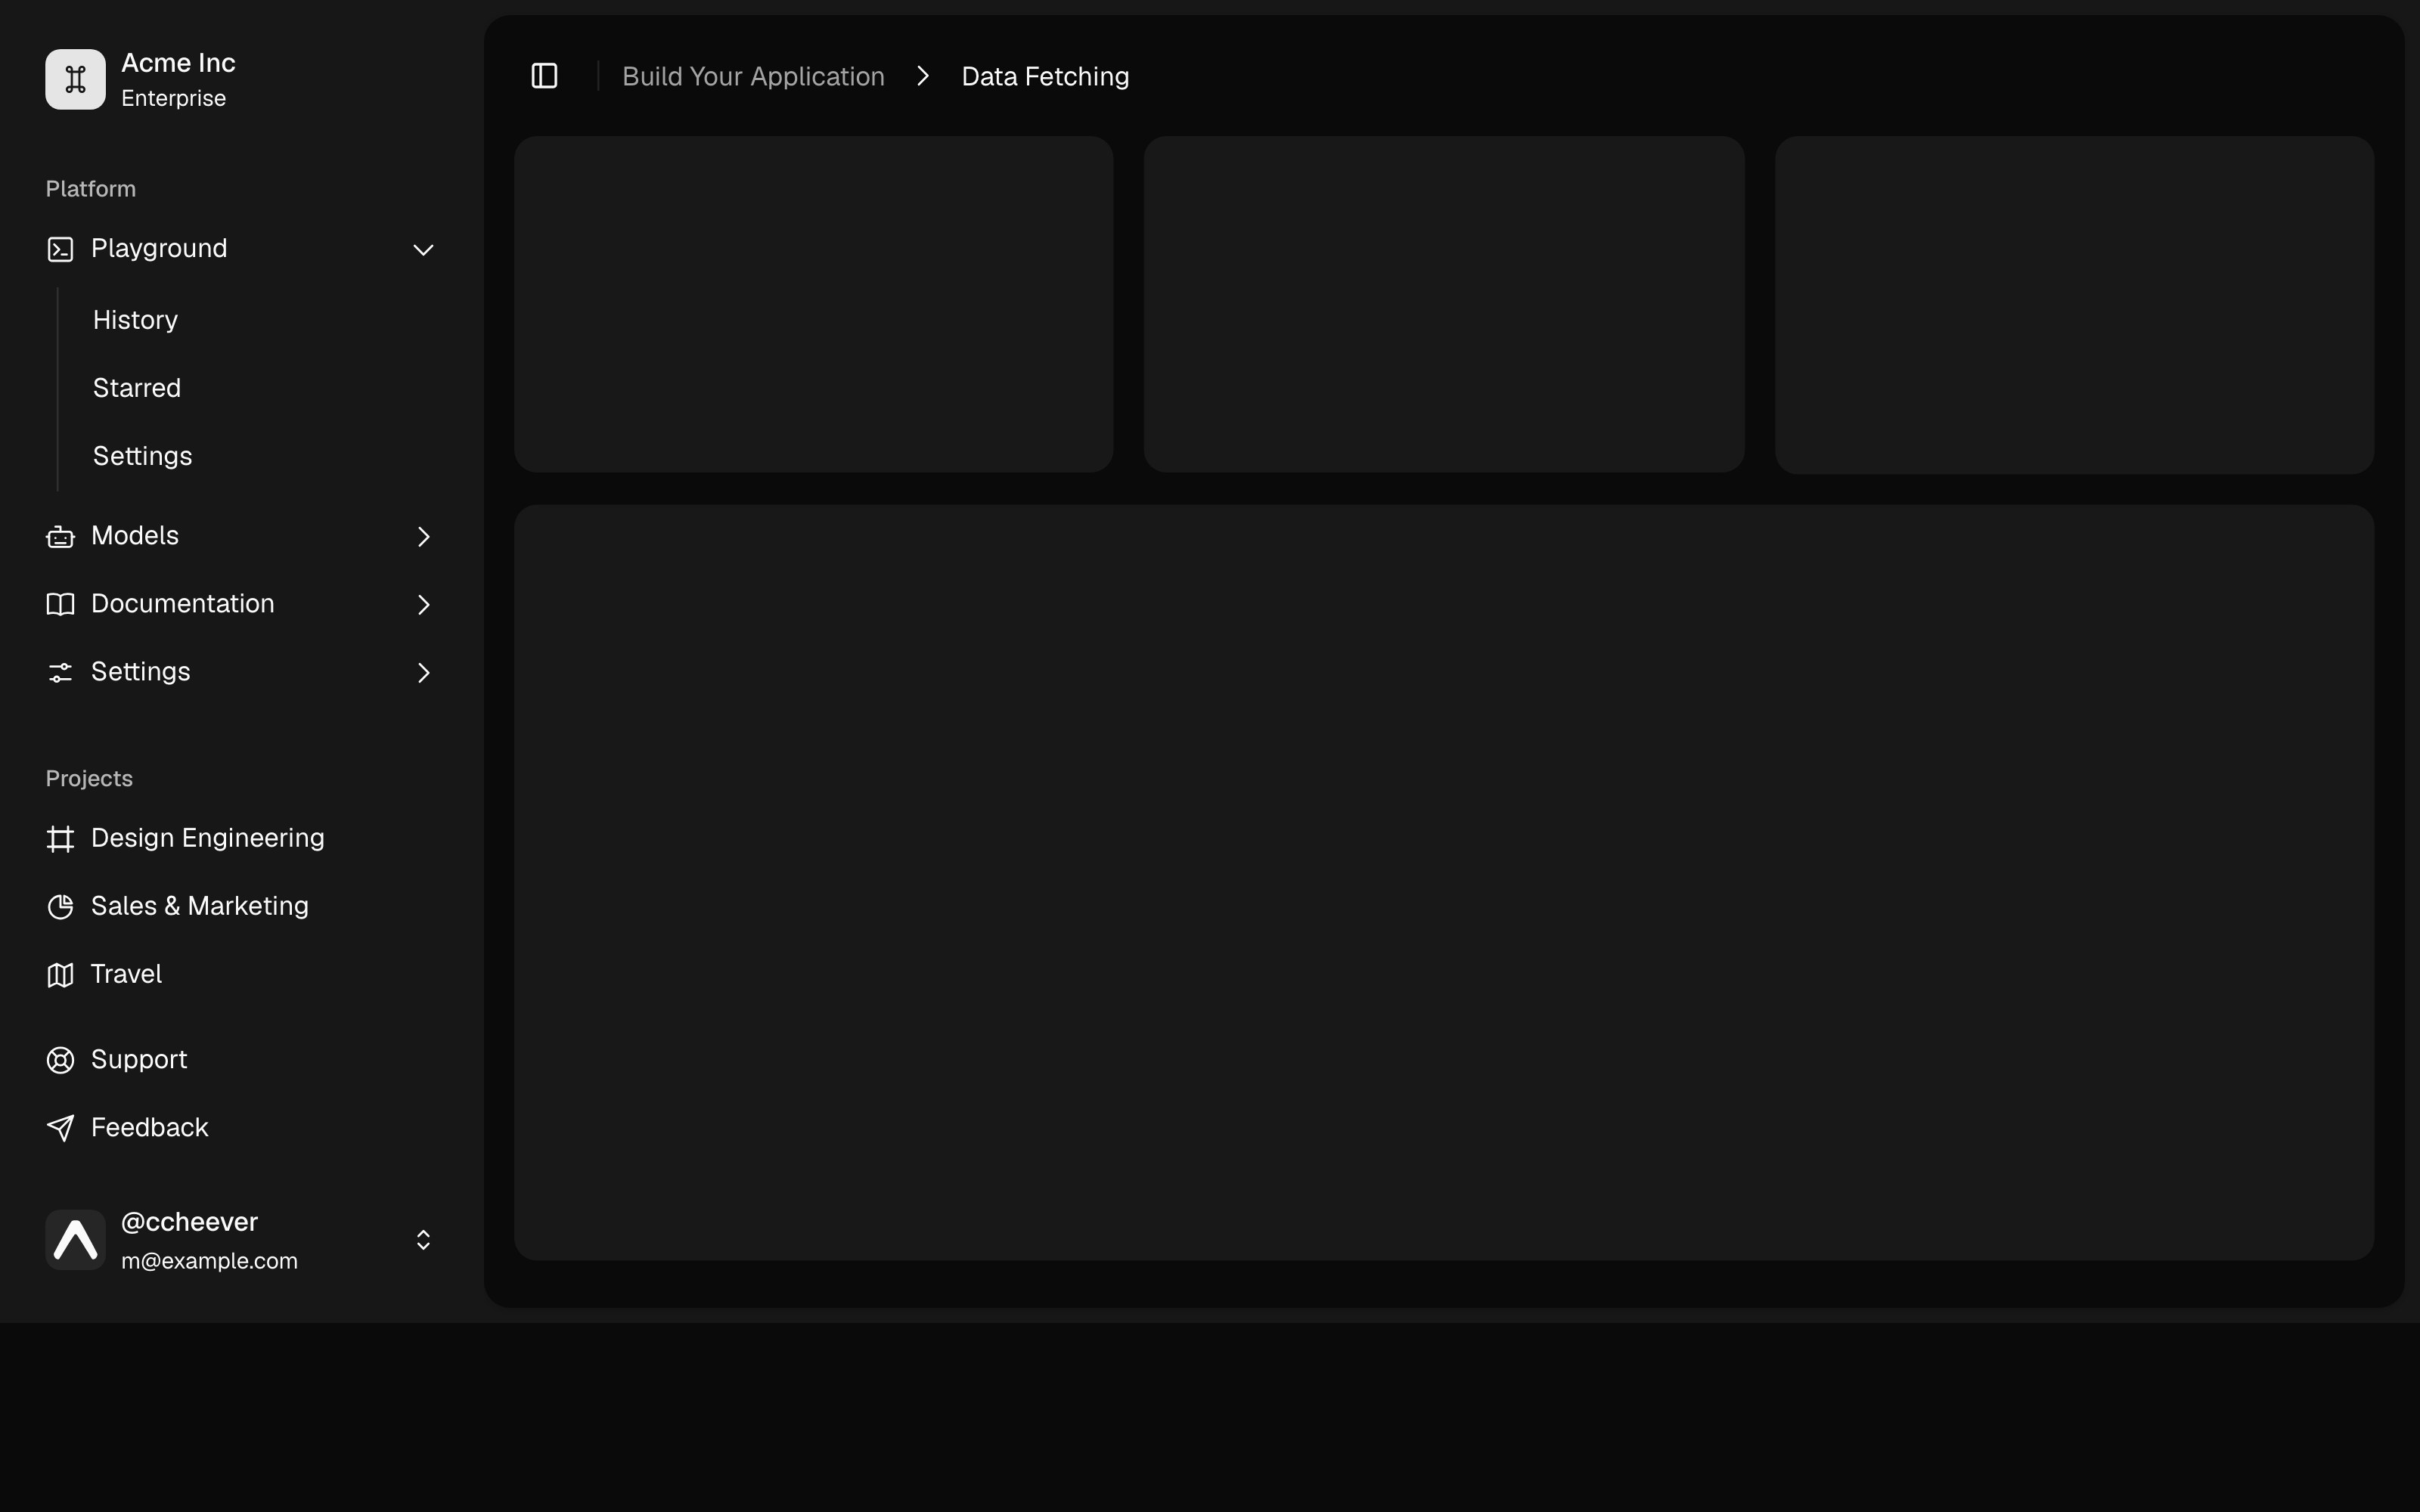 Acme Inc
Enterprise
Platform
Playground
History
Starred
Settings
Models
Documentation
Settings
Projects
Design Engineering
Sales & Marketing
Travel
Support
Feedback
@ccheever
m@example.com
Build Your Application
Data Fetching